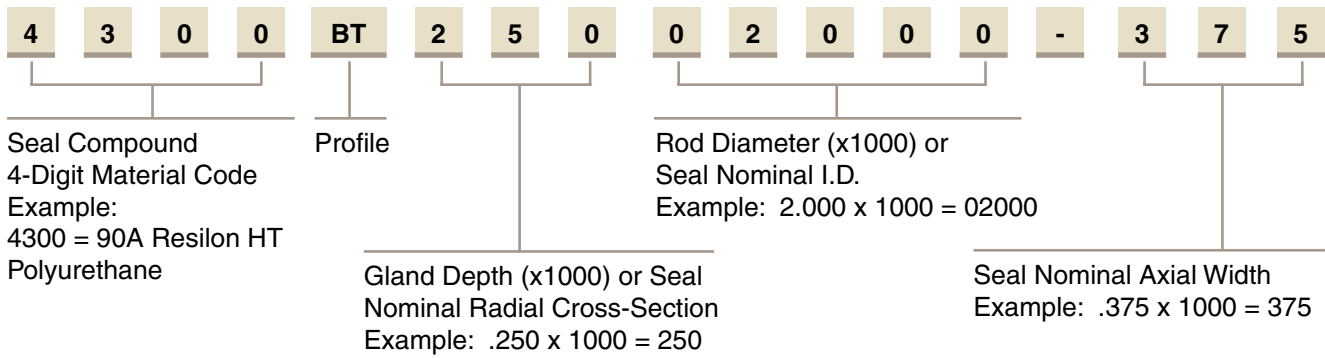 4 3 0 0 BT 2 5 0 0 2 0 0 0 - 3 7 5
Seal Compound
4-Digit Material Code
Example:
4300 = 90A Resilon HT
Polyurethane
Profile
Gland Depth (x1000) or Seal
Nominal Radial Cross-Section
Example: .250 x 1000 = 250
Rod Diameter (x1000) or
Seal Nominal I.D.
Example: 2.000 x 1000 = 02000
Seal Nominal Axial Width
Example: .375 x 1000 = 375